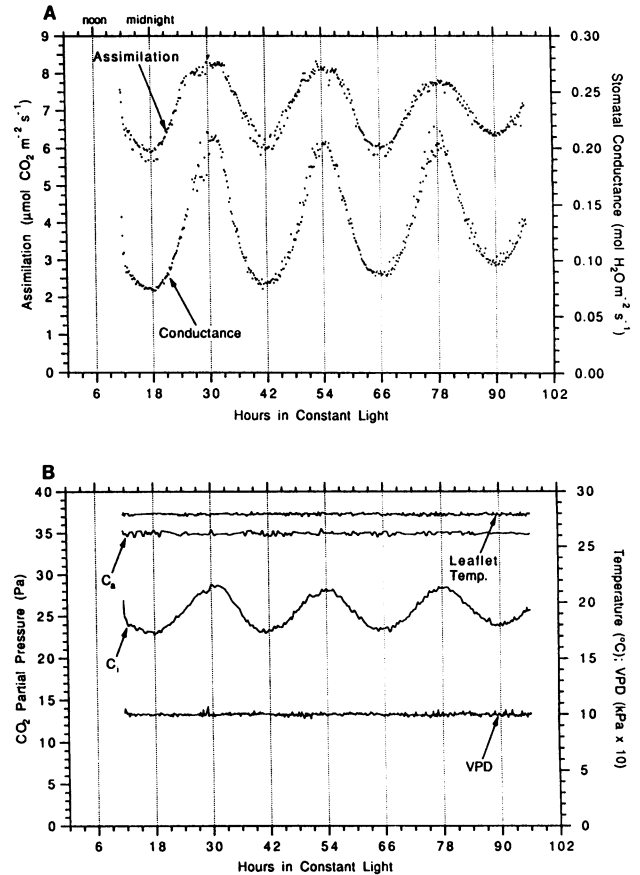 A
noon midnight
9
8
7
6
5
4
3
2
1
0
Assimilation (μmol CO2 m-2 s-1)
Assimilation
Conductance
0.30
0.25
0.20
0.15
0.10
0.05
0.00
Stomatal Conductance (mol H2O m-2 s-1)
6 18 30 42 54 66 78 90 102
Hours in Constant Light
B
40
35
30
25
20
15
10
5
0
CO2 Partial Pressure (Pa)
Ca
Ci
Leaflet
Temp.
VPD
30
25
20
15
10
5
0
Temperature (°C); VPD (kPa x 10)
6 18 30 42 54 66 78 90 102
Hours in Constant Light